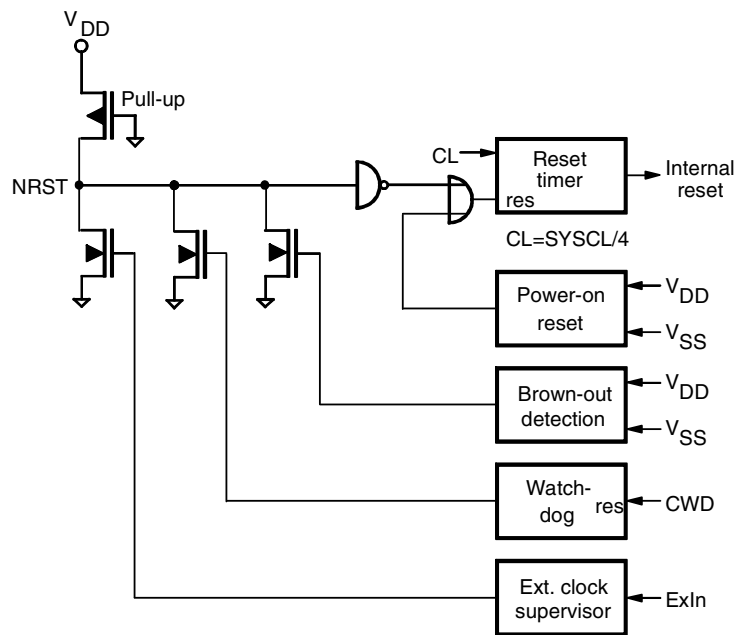 VDD
Pull-up
NRST
CL
Reset
timer
res
Internal
reset
CL=SYSCL/4
Power-on
reset
VDD
VSS
Brown-out
detection
VDD
VSS
Watch-
dog
res
CWD
Ext. clock
supervisor
ExIn